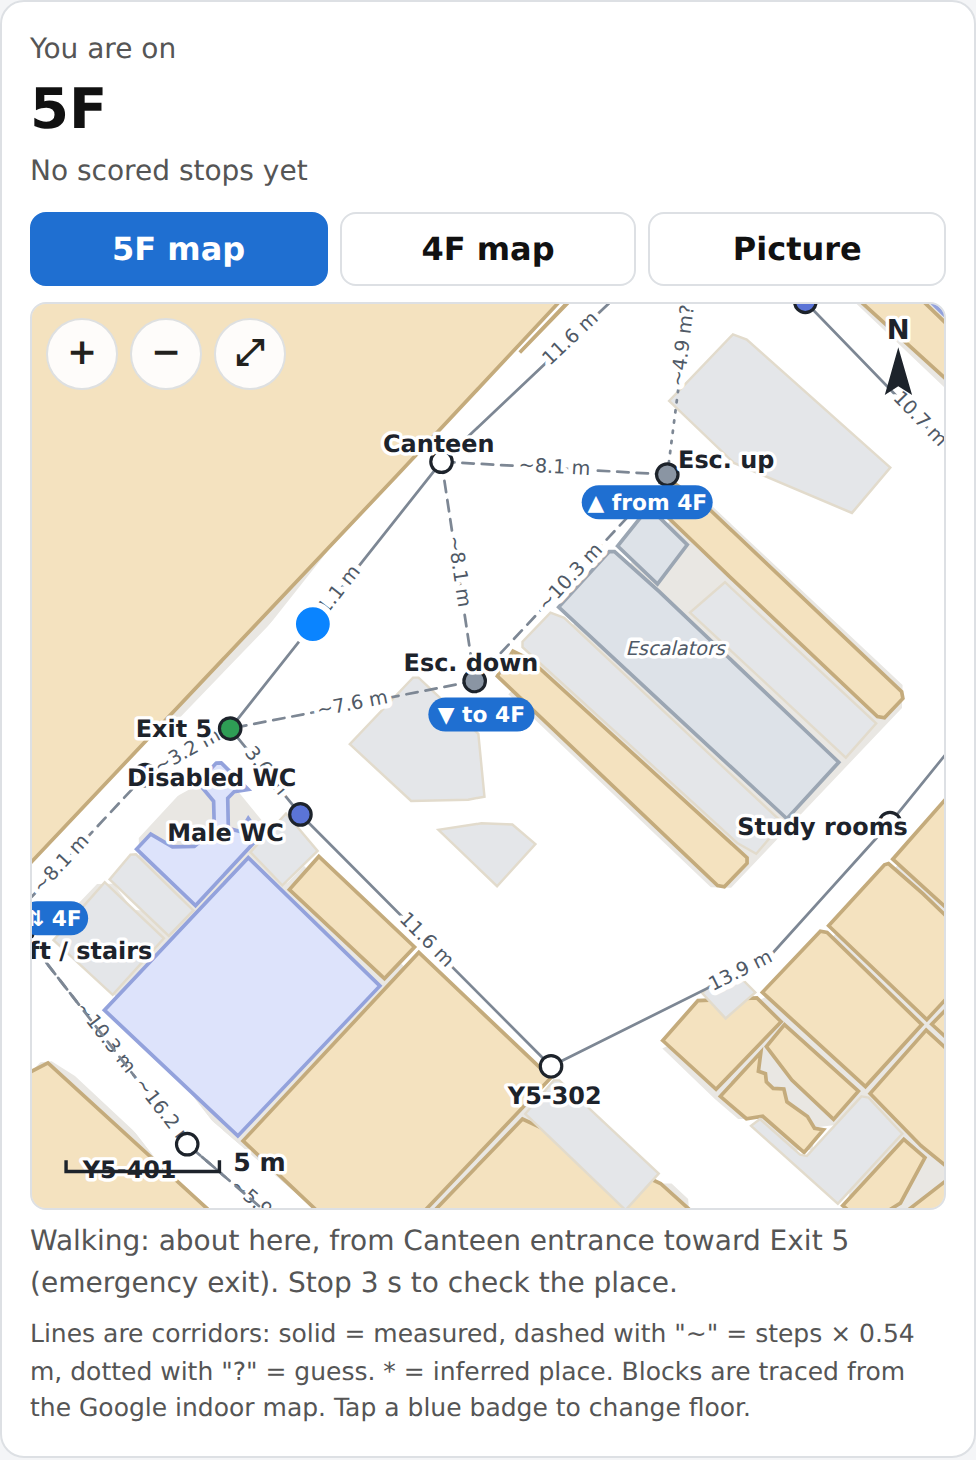 You are on
5F
No scored stops yet
5F map
4F map
Picture
+
−
N
11.6 m
~4.9 m?
10.7 m
Canteen
~8.1 m
Esc. up
▲ from 4F
~8.1 m
~10.3 m
Escalators
Esc. down
▼ to 4F
~7.6 m
Exit 5
~3.2 m
Disabled WC
Male WC
Study rooms
~8.1 m
⇅ 4F
ft / stairs
11.6 m
13.9 m
~10.3 m
~16.2
Y5-302
Y5-401
5 m
~5.9
Walking: about here, from Canteen entrance toward Exit 5
(emergency exit). Stop 3 s to check the place.
Lines are corridors: solid = measured, dashed with "~" = steps × 0.54
m, dotted with "?" = guess. * = inferred place. Blocks are traced from
the Google indoor map. Tap a blue badge to change floor.